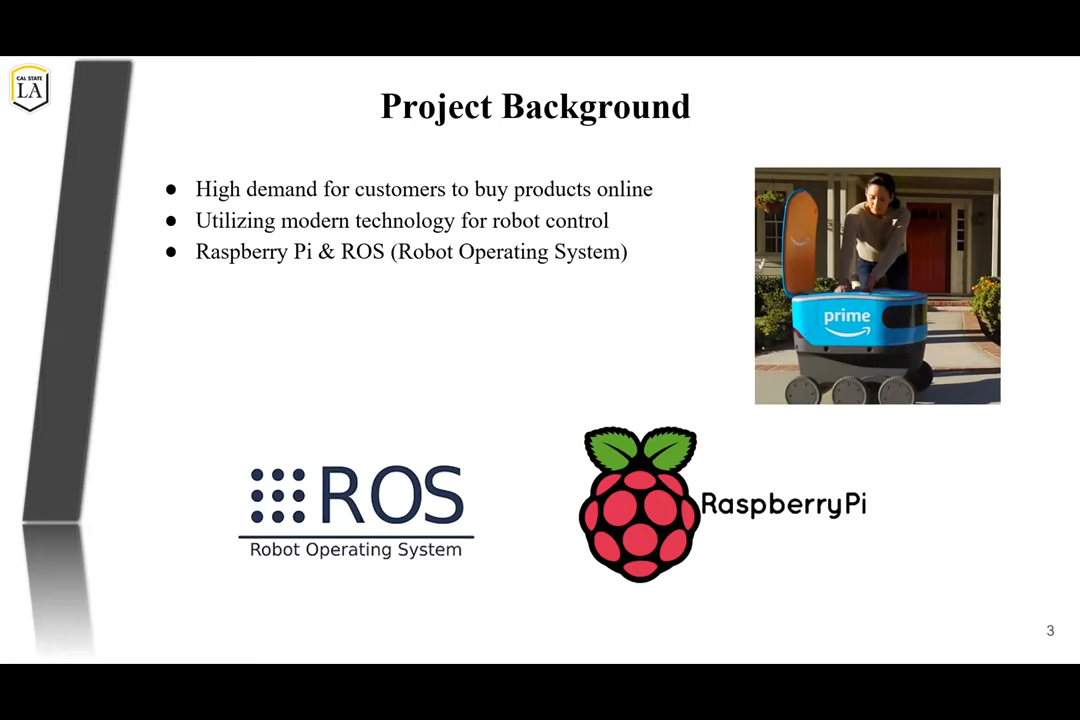 CAL STATE
LA
Project Background
● High demand for customers to buy products online
● Utilizing modern technology for robot control
● Raspberry Pi & ROS (Robot Operating System)
prime
ROS
Robot Operating System
RaspberryPi
3